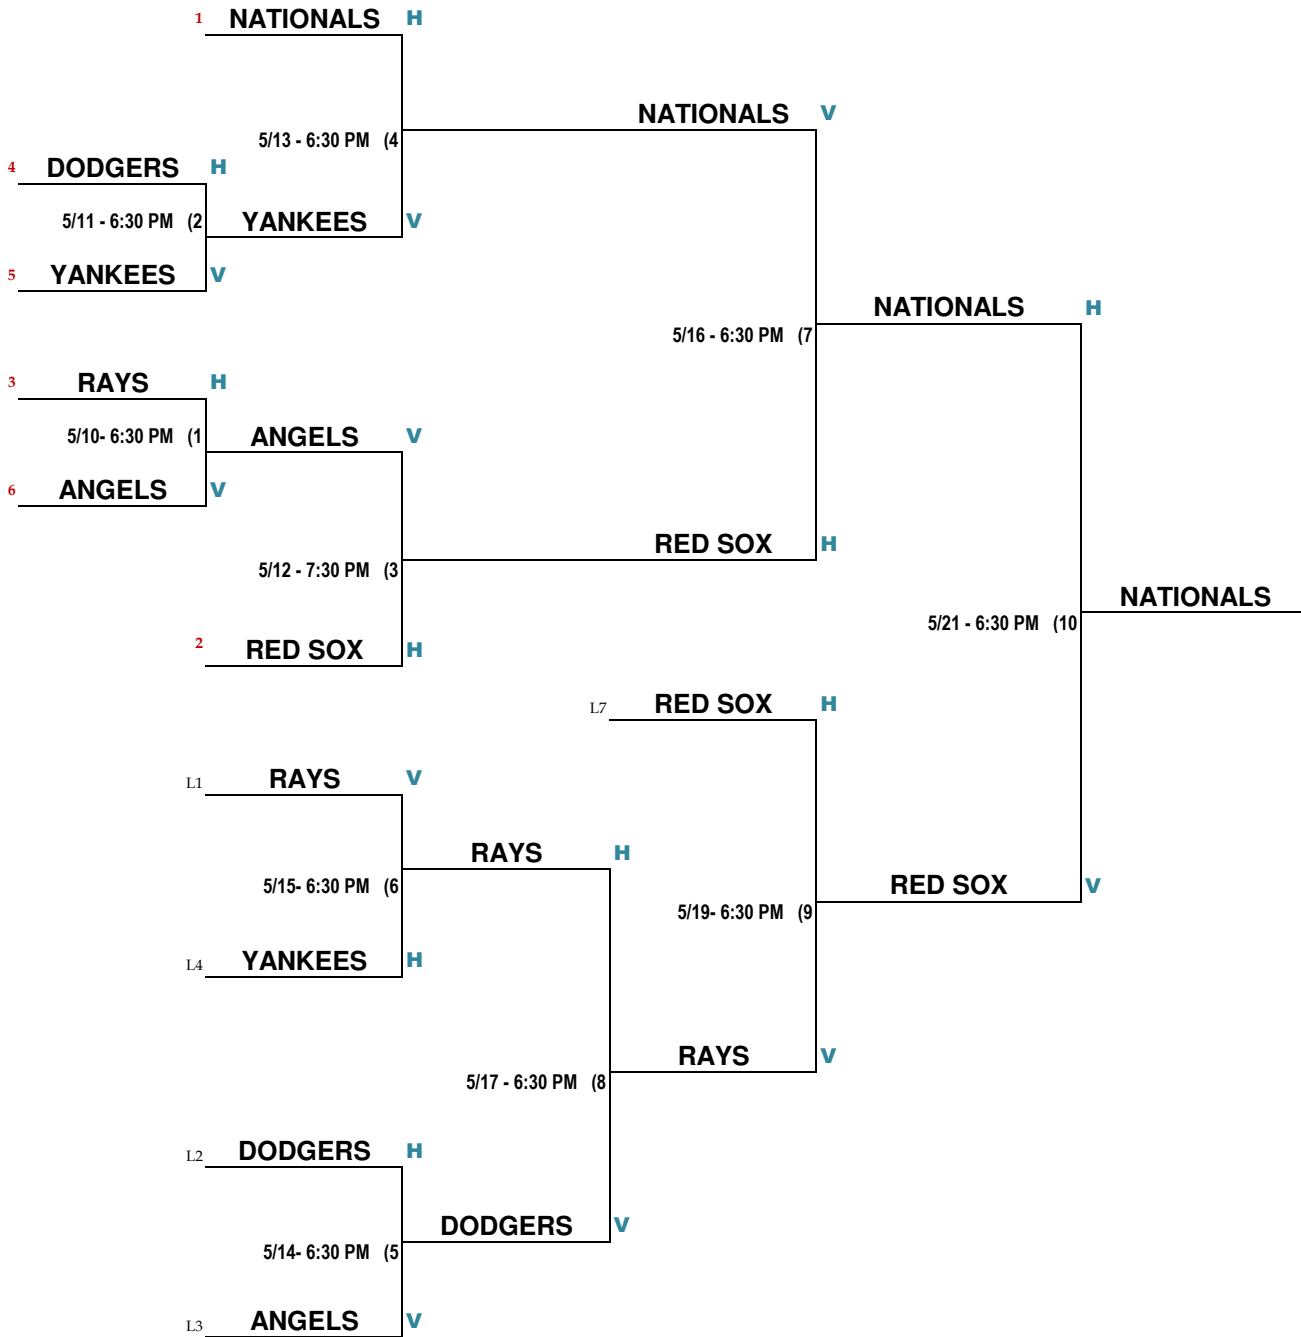 1 NATIONALS H
NATIONALS V
5/13 - 6:30 PM (4
4 DODGERS H
5/11 - 6:30 PM (2 YANKEES V
5 YANKEES V
NATIONALS H
5/16 - 6:30 PM (7
3 RAYS H
5/10- 6:30 PM (1 ANGELS V
6 ANGELS V
RED SOX H
5/12 - 7:30 PM (3
NATIONALS
5/21 - 6:30 PM (10
2 RED SOX H
L7 RED SOX H
L1 RAYS V
RAYS H
5/15- 6:30 PM (6
RED SOX V
5/19- 6:30 PM (9
L4 YANKEES H
RAYS V
5/17 - 6:30 PM (8
L2 DODGERS H
DODGERS V
5/14- 6:30 PM (5
L3 ANGELS V